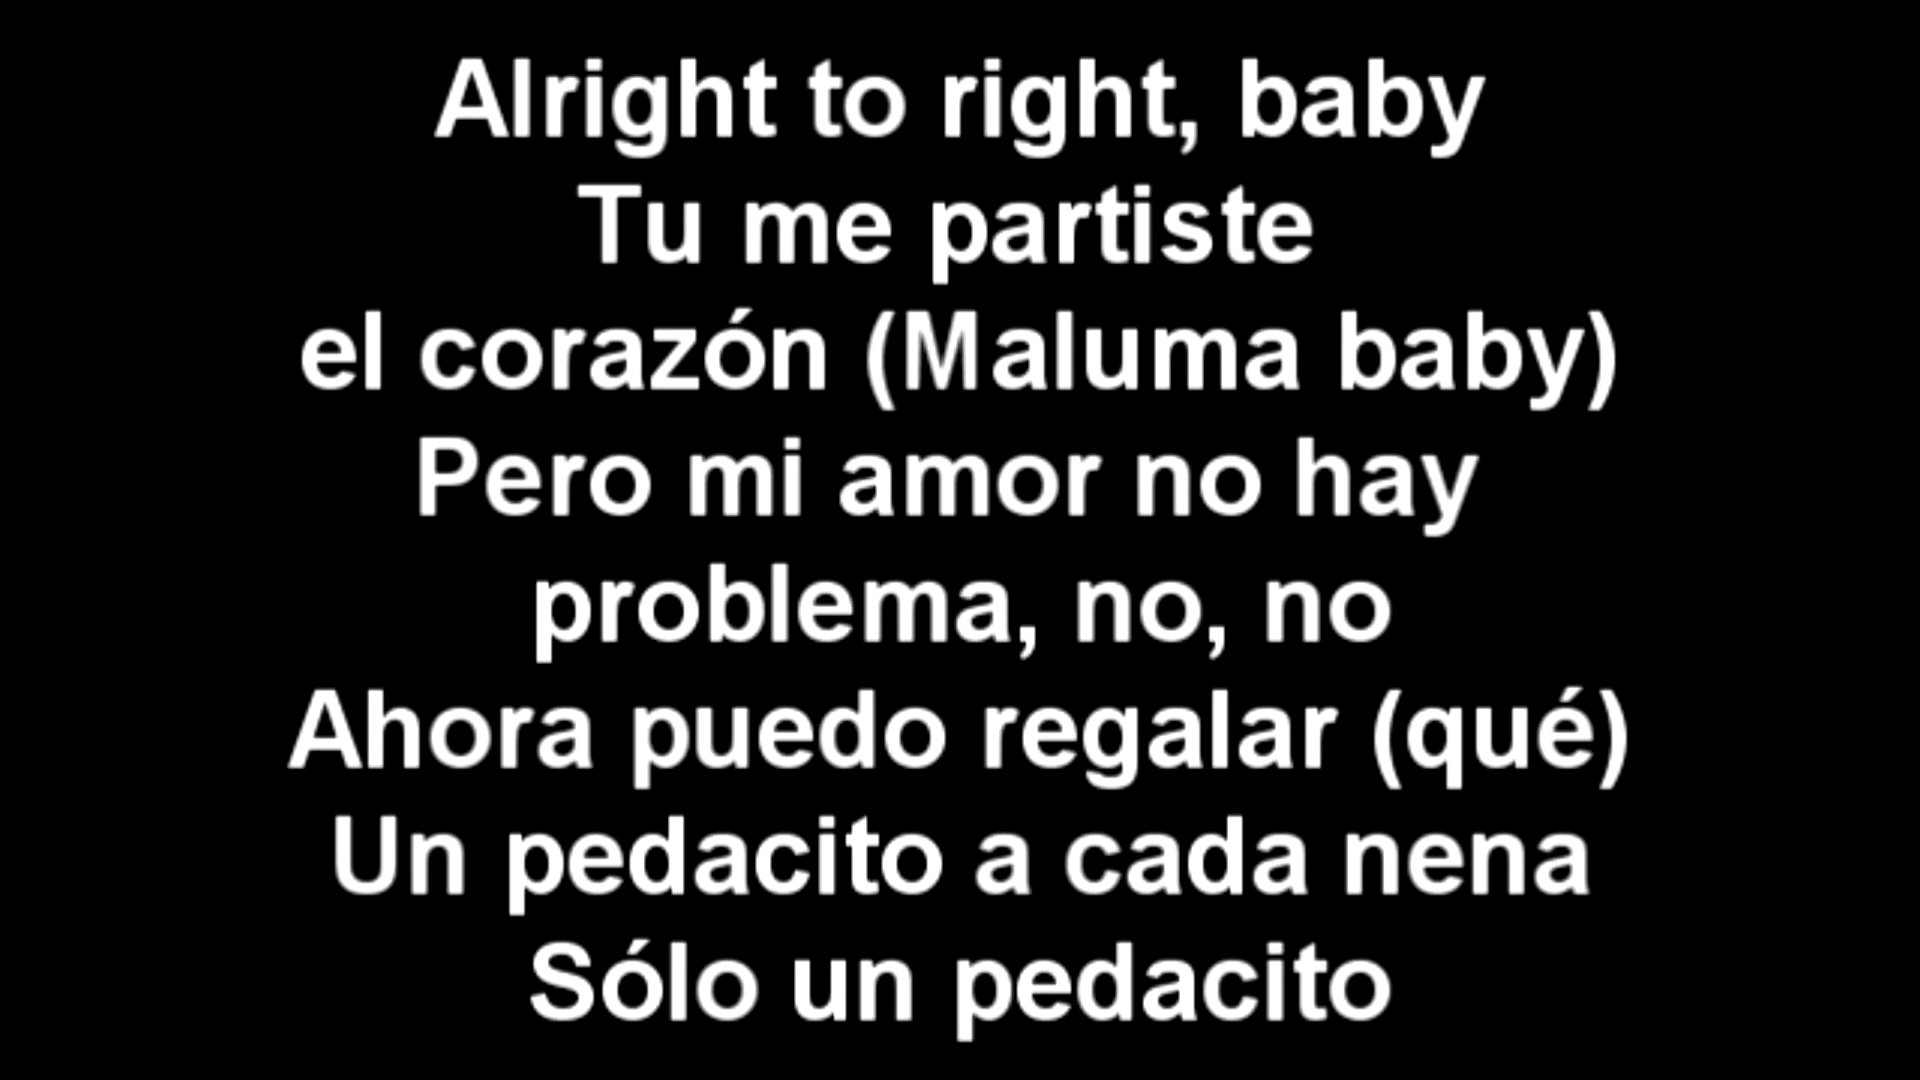 Alright to right, baby
Tu me partiste
el corazón (Maluma baby)
Pero mi amor no hay
problema, no, no
Ahora puedo regalar (qué)
Un pedacito a cada nena
Sólo un pedacito